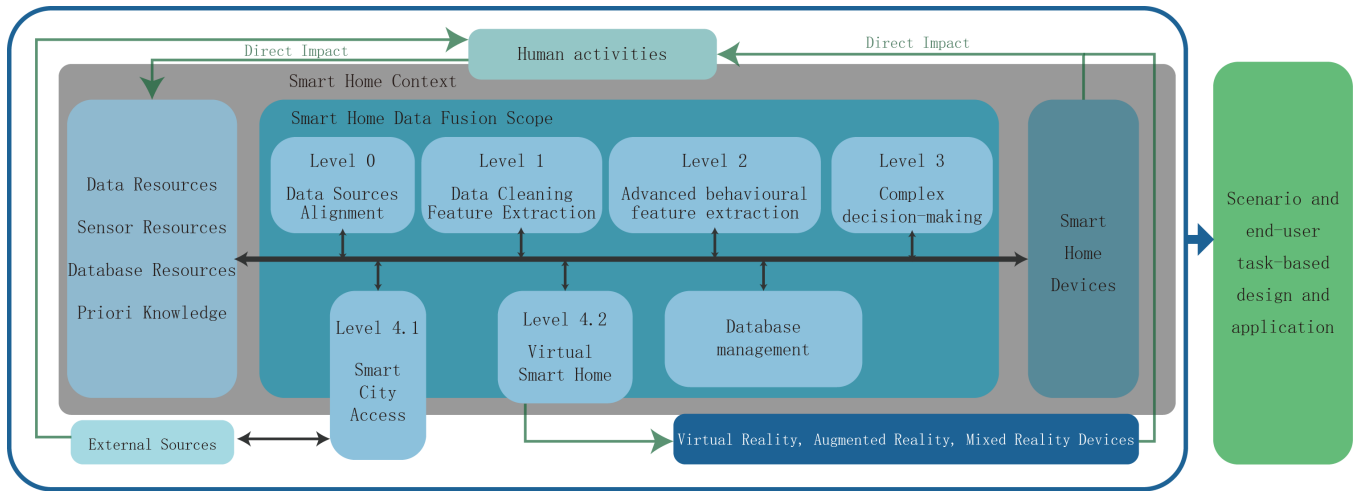 Direct Impact
Human activities
Direct Impact
Smart Home Context
Data Resources
Sensor Resources
Database Resources
Priori Knowledge
Smart Home Data Fusion Scope
Level 0
Data Sources
Alignment
Level 1
Data Cleaning
Feature Extraction
Level 2
Advanced behavioural
feature extraction
Level 3
Complex
decision-making
Level 4.1
Smart
City
Access
Level 4.2
Virtual
Smart Home
Database
management
Smart
Home
Devices
External Sources
Virtual Reality, Augmented Reality, Mixed Reality Devices
Scenario and
end-user
task-based
design and
application